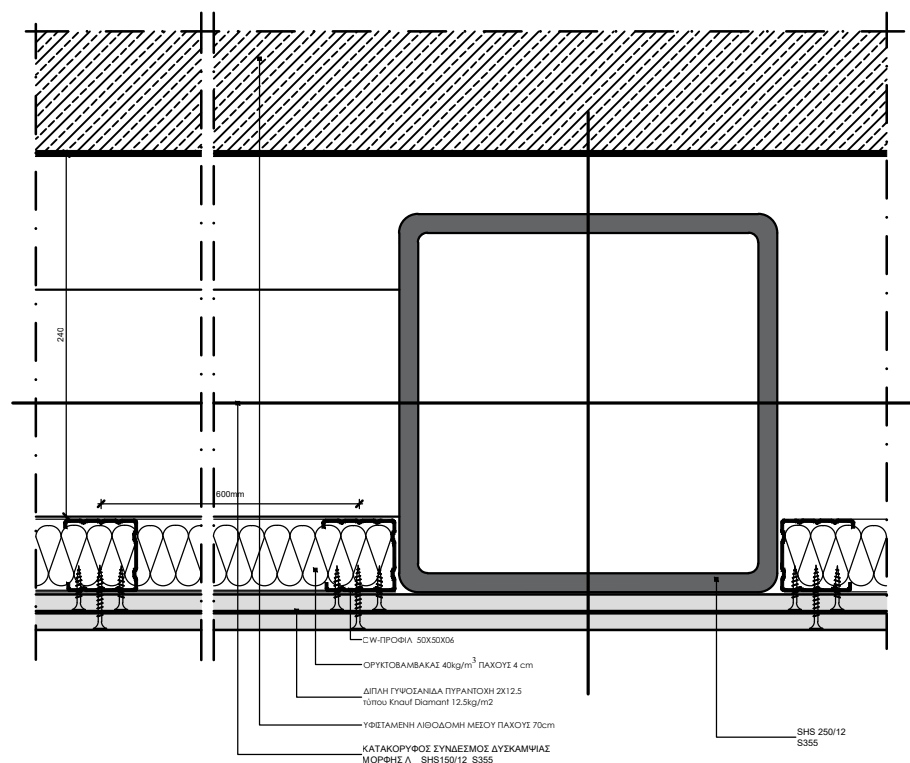 240
600mm
CW-ΠΡΟΦΙΛ 50X50X06
ΟΡΥΚΤΟΒΑΜΒΑΚΑΣ 40kg/m³ ΠΑΧΟΥΣ 4 cm
ΔΙΠΛΗ ΓΥΨΟΣΑΝΙΔΑ ΠΥΡΑΝΤΟΧΗ 2X12.5
τύπου Knauf Diamant 12.5kg/m2
ΥΦΙΣΤΑΜΕΝΗ ΛΙΘΟΔΟΜΗ ΜΕΣΟΥ ΠΑΧΟΥΣ 70cm
ΚΑΤΑΚΟΡΥΦΟΣ ΣΥΝΔΕΣΜΟΣ ΔΥΣΚΑΜΨΙΑΣ
ΜΟΡΦΗΣ Λ SHS150/12 S355
SHS 250/12
S355